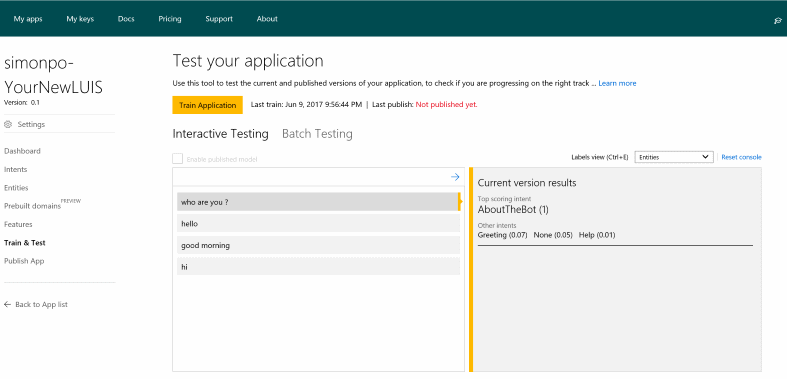 My apps My keys Docs Pricing Support About
simonpo-
YourNewLUIS
Version: 0.1
Settings
Dashboard
Intents
Entities
Prebuilt domains PREVIEW
Features
Train & Test
Publish App
Back to App list
Test your application
Use this tool to test the current and published versions of your application, to check if you are progressing on the right track ... Learn more
Train Application Last train: Jun 9, 2017 9:56:44 PM | Last publish: Not published yet.
Interactive Testing Batch Testing
Enable published model
Labels view (Ctrl+E) Entities Reset console
who are you ?
hello
good morning
hi
Current version results
Top scoring intent
AboutTheBot (1)
Other intents
Greeting (0.07) None (0.05) Help (0.01)